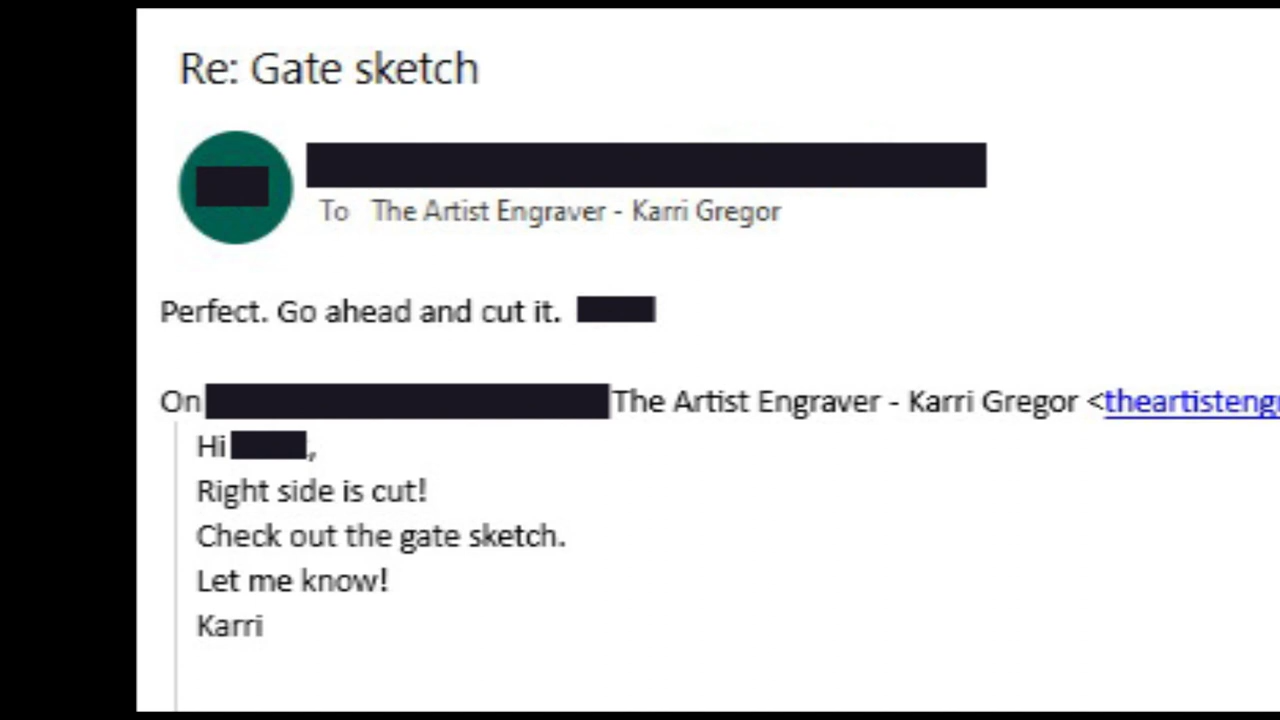 Re: Gate sketch
To The Artist Engraver - Karri Gregor
Perfect. Go ahead and cut it.
On The Artist Engraver - Karri Gregor <theartistengr
Hi ,
Right side is cut!
Check out the gate sketch.
Let me know!
Karri